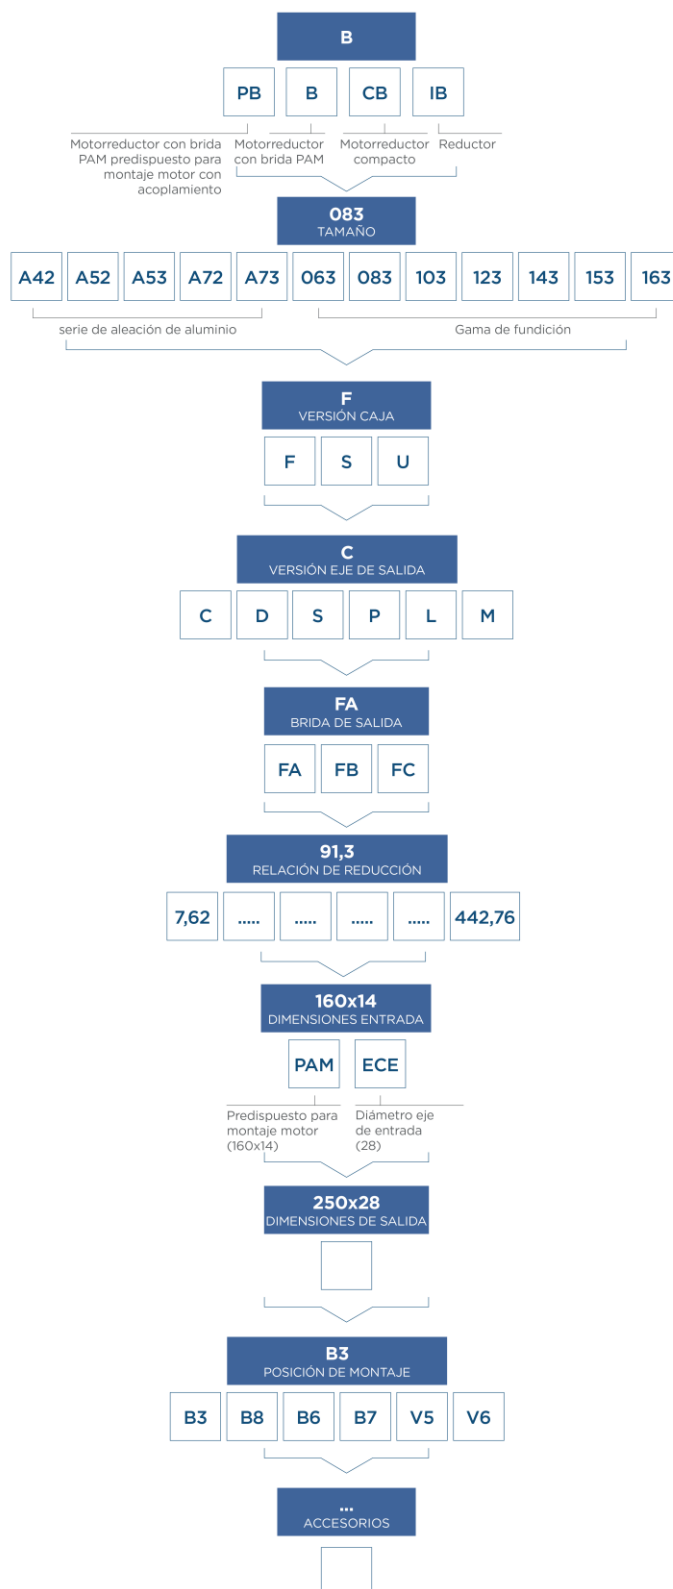 B
PB B CB IB
Motorreductor con brida
PAM predispuesto para
montaje motor con
acoplamiento
Motorreductor
con brida PAM
Motorreductor
compacto
Reductor
083
TAMAÑO
A42 A52 A53 A72 A73 063 083 103 123 143 153 163
serie de aleación de aluminio
Gama de fundición
F
VERSIÓN CAJA
F S U
C
VERSIÓN EJE DE SALIDA
C D S P L M
FA
BRIDA DE SALIDA
FA FB FC
91,3
RELACIÓN DE REDUCCIÓN
7,62 ..... ..... ..... ..... 442,76
160x14
DIMENSIONES ENTRADA
PAM ECE
Predispuesto para
montaje motor
(160x14)
Diámetro eje
de entrada
(28)
250x28
DIMENSIONES DE SALIDA
B3
POSICIÓN DE MONTAJE
B3 B8 B6 B7 V5 V6
...
ACCESORIOS